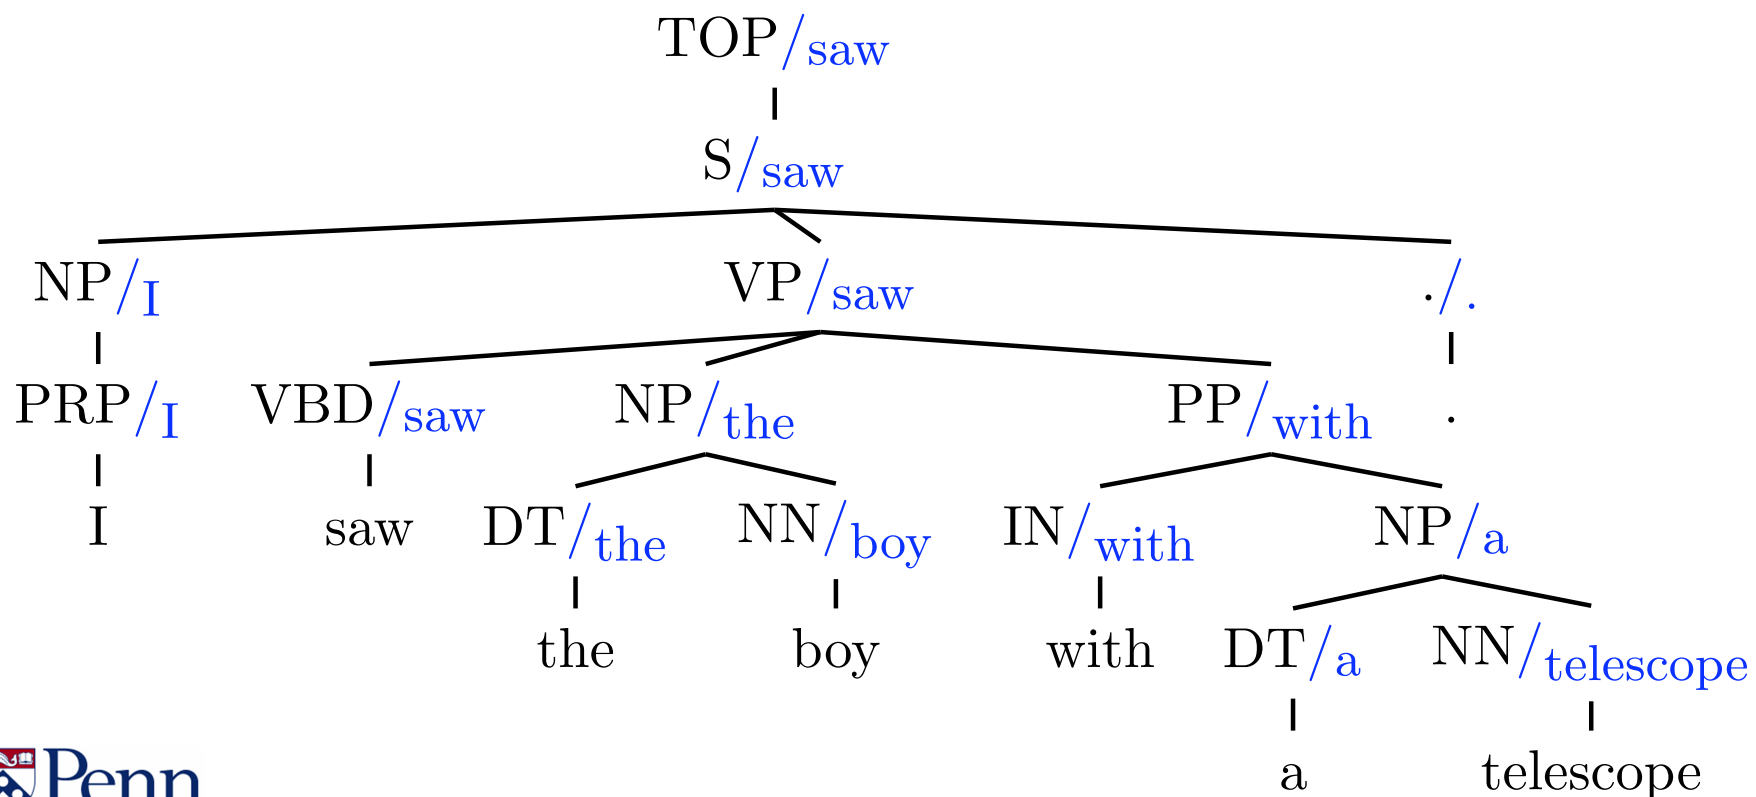 TOP/saw
S/saw
NP/I VP/saw ./.
PRP/I VBD/saw NP/the PP/with .
I saw DT/the NN/boy IN/with NP/a
the boy with DT/a NN/telescope
a telescope
Penn